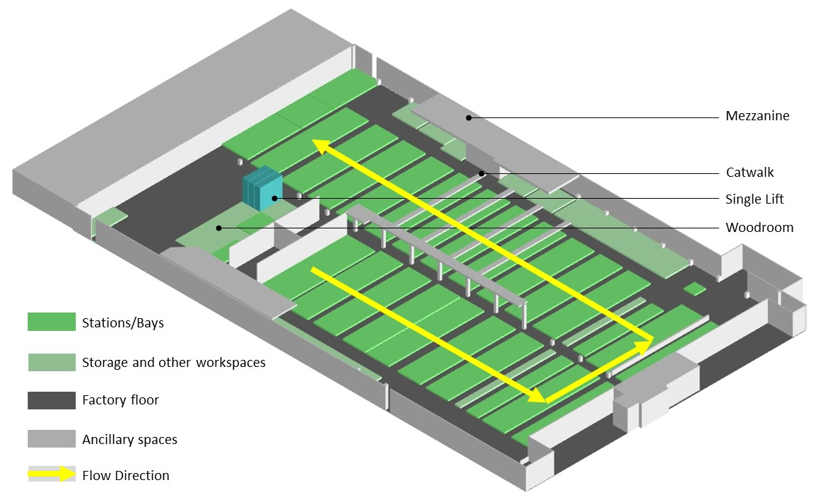 Mezzanine
Catwalk
Single Lift
Woodroom
Stations/Bays
Storage and other workspaces
Factory floor
Ancillary spaces
Flow Direction